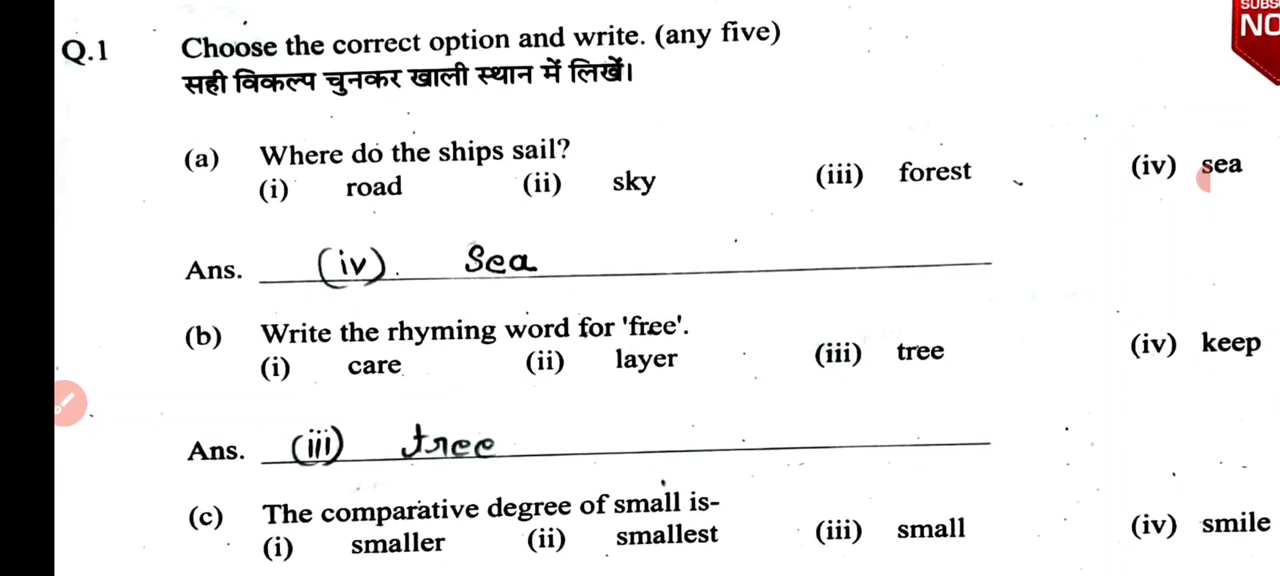 SUBS
NO
Q.1 Choose the correct option and write. (any five)
सही विकल्प चुनकर खाली स्थान में लिखें।
(a) Where do the ships sail?
(i) road (ii) sky (iii) forest (iv) sea
Ans. (iv). Sea
(b) Write the rhyming word for 'free'.
(i) care (ii) layer (iii) tree (iv) keep
Ans. (iii) tree
(c) The comparative degree of small is-
(i) smaller (ii) smallest (iii) small (iv) smile